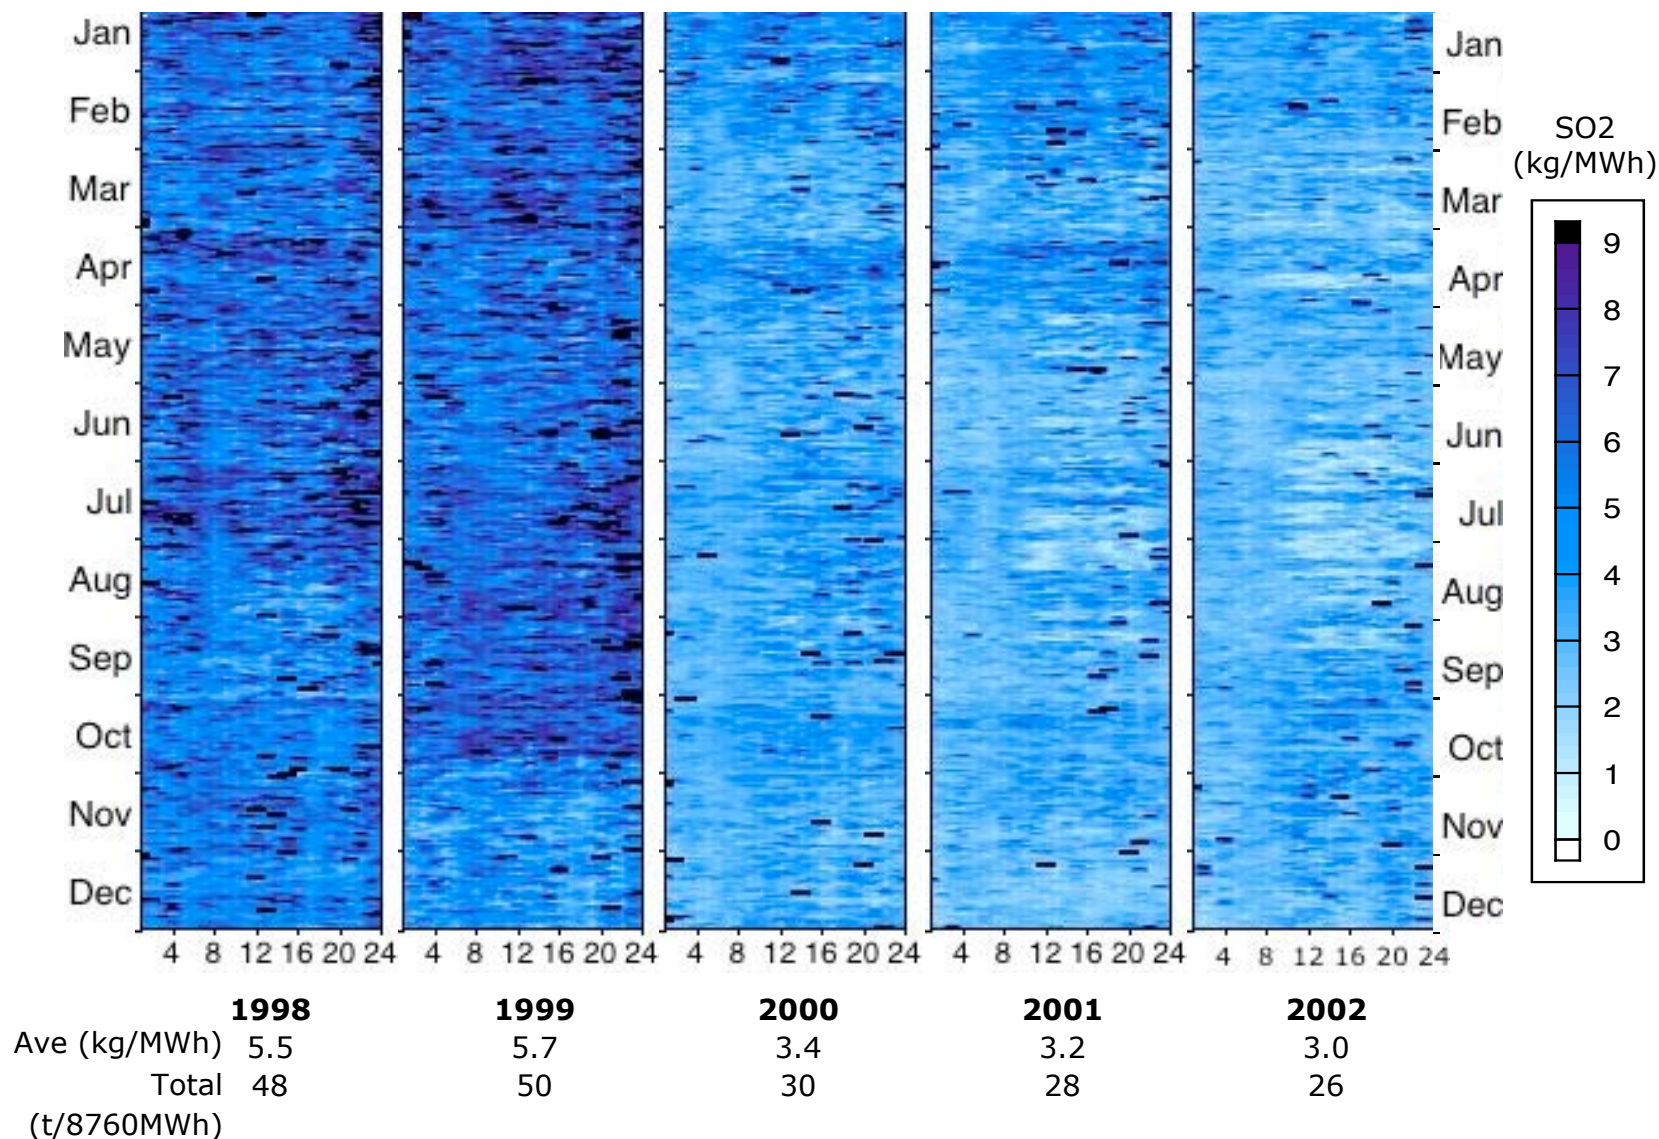 Jan
Feb
Mar
Apr
May
Jun
Jul
Aug
Sep
Oct
Nov
Dec
Jan
Feb
Mar
Apr
May
Jun
Jul
Aug
Sep
Oct
Nov
Dec
SO2
(kg/MWh)
9
8
7
6
5
4
3
2
1
0
4 8 12 16 20 24 4 8 12 16 20 24 4 8 12 16 20 24 4 8 12 16 20 24 4 8 12 16 20 24
1998 1999 2000 2001 2002
Ave (kg/MWh) 5.5 5.7 3.4 3.2 3.0
Total 48 50 30 28 26
(t/8760MWh)